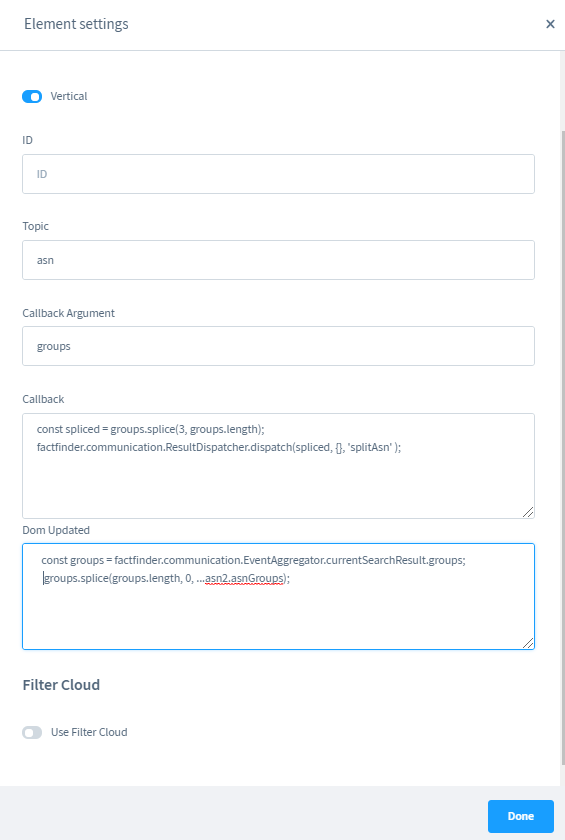 Element settings
Vertical
ID
ID
Topic
asn
Callback Argument
groups
Callback
const spliced = groups.splice(3, groups.length);
factfinder.communication.ResultDispatcher.dispatch(spliced, {}, 'splitAsn' );
Dom Updated
const groups = factfinder.communication.EventAggregator.currentSearchResult.groups;
groups.splice(groups.length, 0, ...asn2.asnGroups);
Filter Cloud
Use Filter Cloud
Done